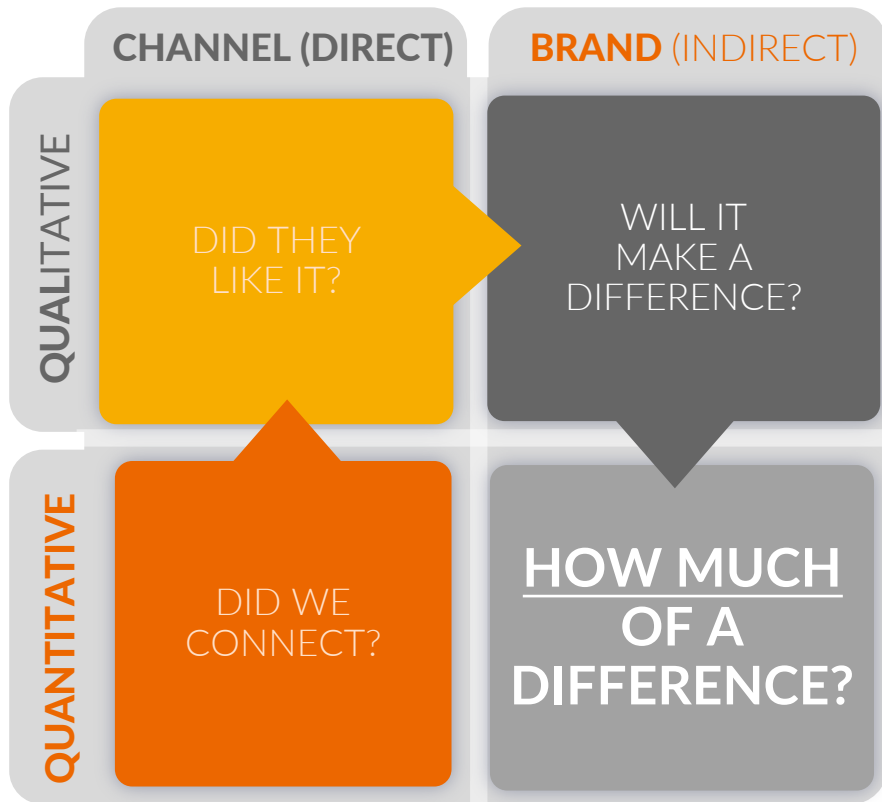 CHANNEL (DIRECT)
BRAND (INDIRECT)
QUALITATIVE
DID THEY
LIKE IT?
WILL IT
MAKE A
DIFFERENCE?
QUANTITATIVE
DID WE
CONNECT?
HOW MUCH
OF A
DIFFERENCE?